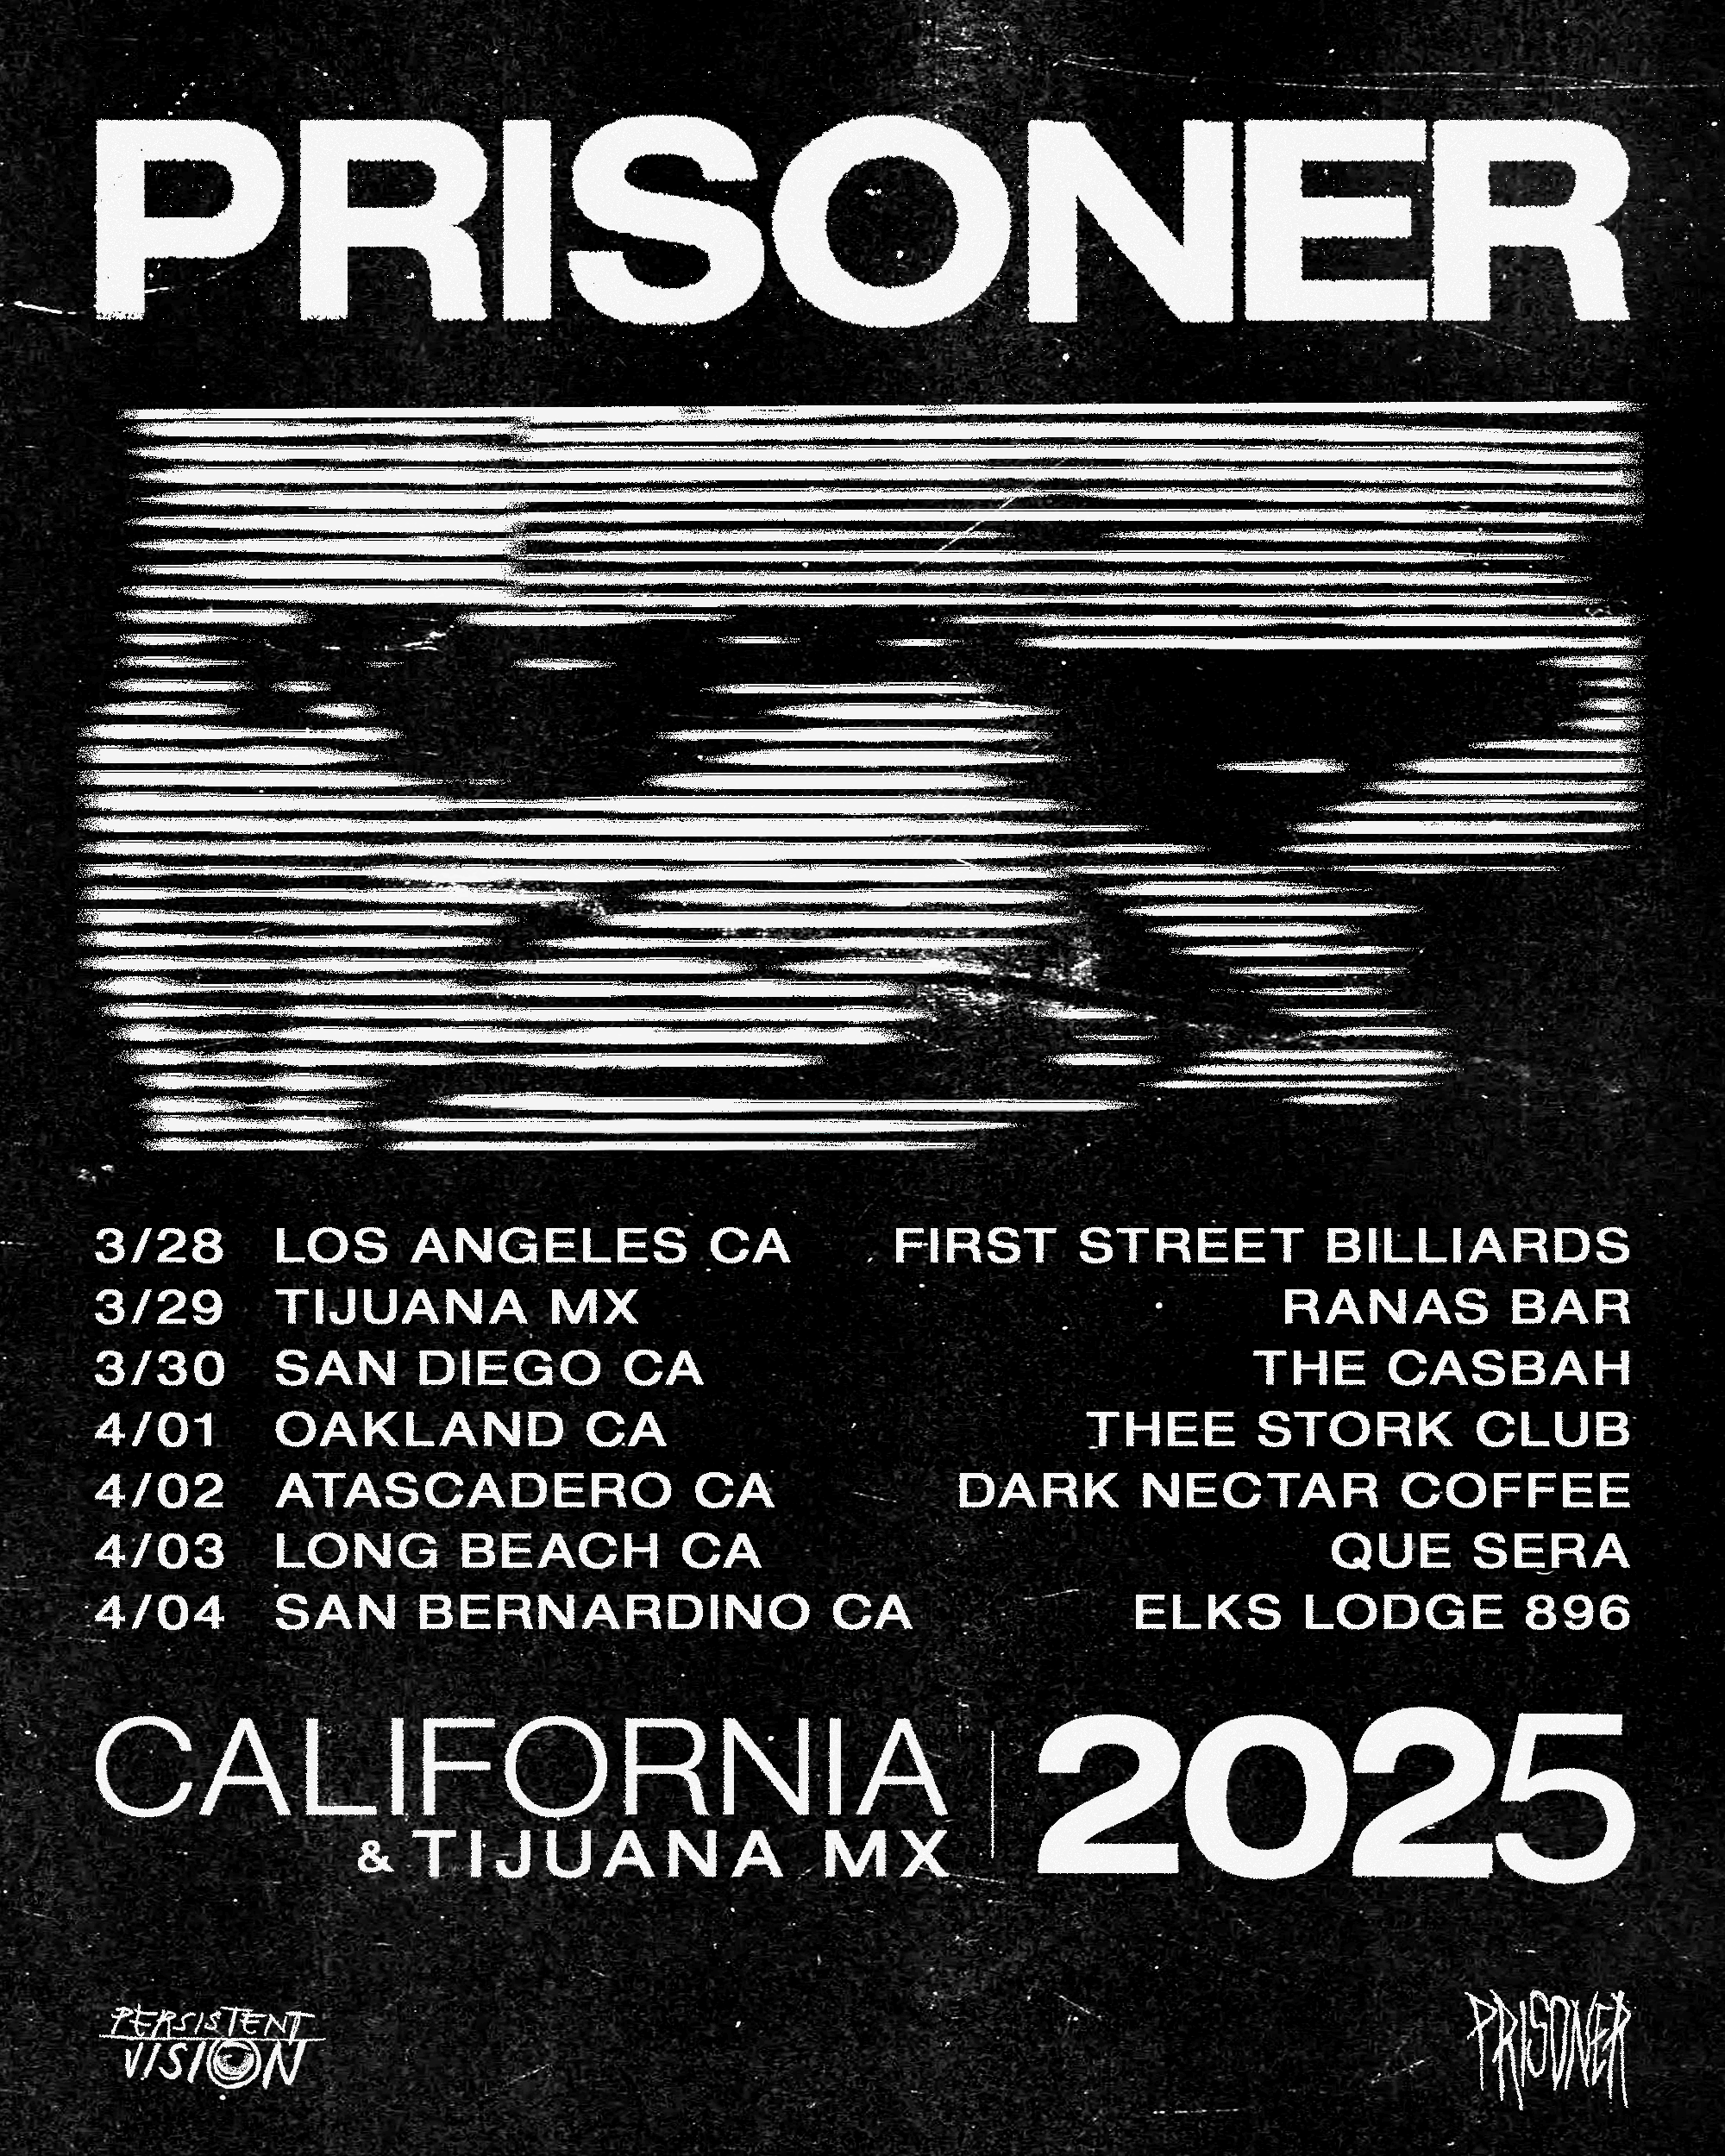 PRISONER
3/28 LOS ANGELES CA FIRST STREET BILLIARDS
3/29 TIJUANA MX RANAS BAR
3/30 SAN DIEGO CA THE CASBAH
4/01 OAKLAND CA THEE STORK CLUB
4/02 ATASCADERO CA DARK NECTAR COFFEE
4/03 LONG BEACH CA QUE SERA
4/04 SAN BERNARDINO CA ELKS LODGE 896
CALIFORNIA 2025
& TIJUANA MX
PERSISTENT
VISION
PRISONER